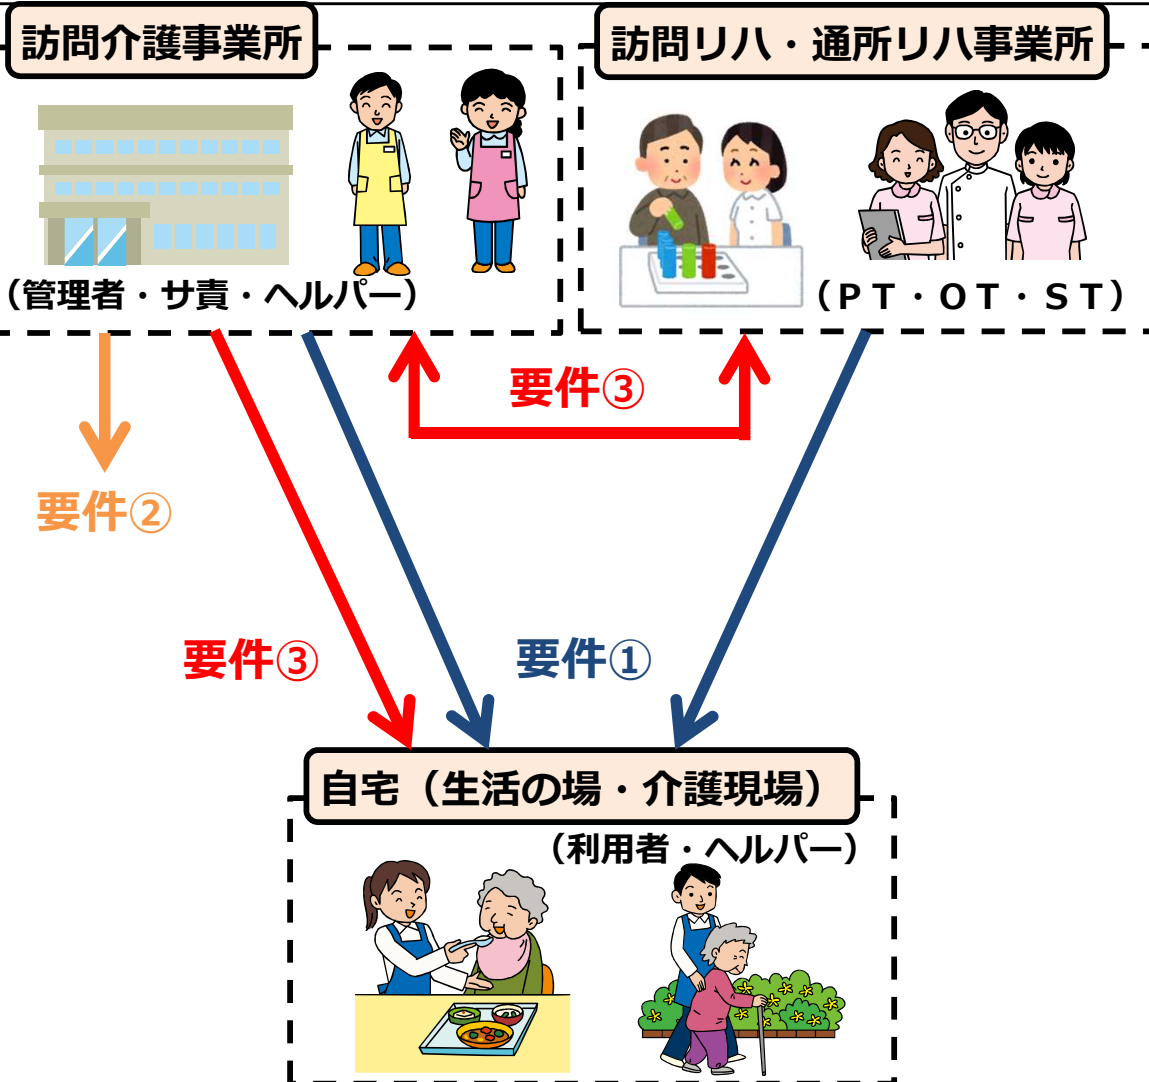 訪問介護事業所
訪問リハ・通所リハ事業所
（管理者・サ責・ヘルパー）
（ＰＴ・ＯＴ・ＳＴ）
要件③
要件②
要件③
要件①
自宅（生活の場・介護現場）
（利用者・ヘルパー）